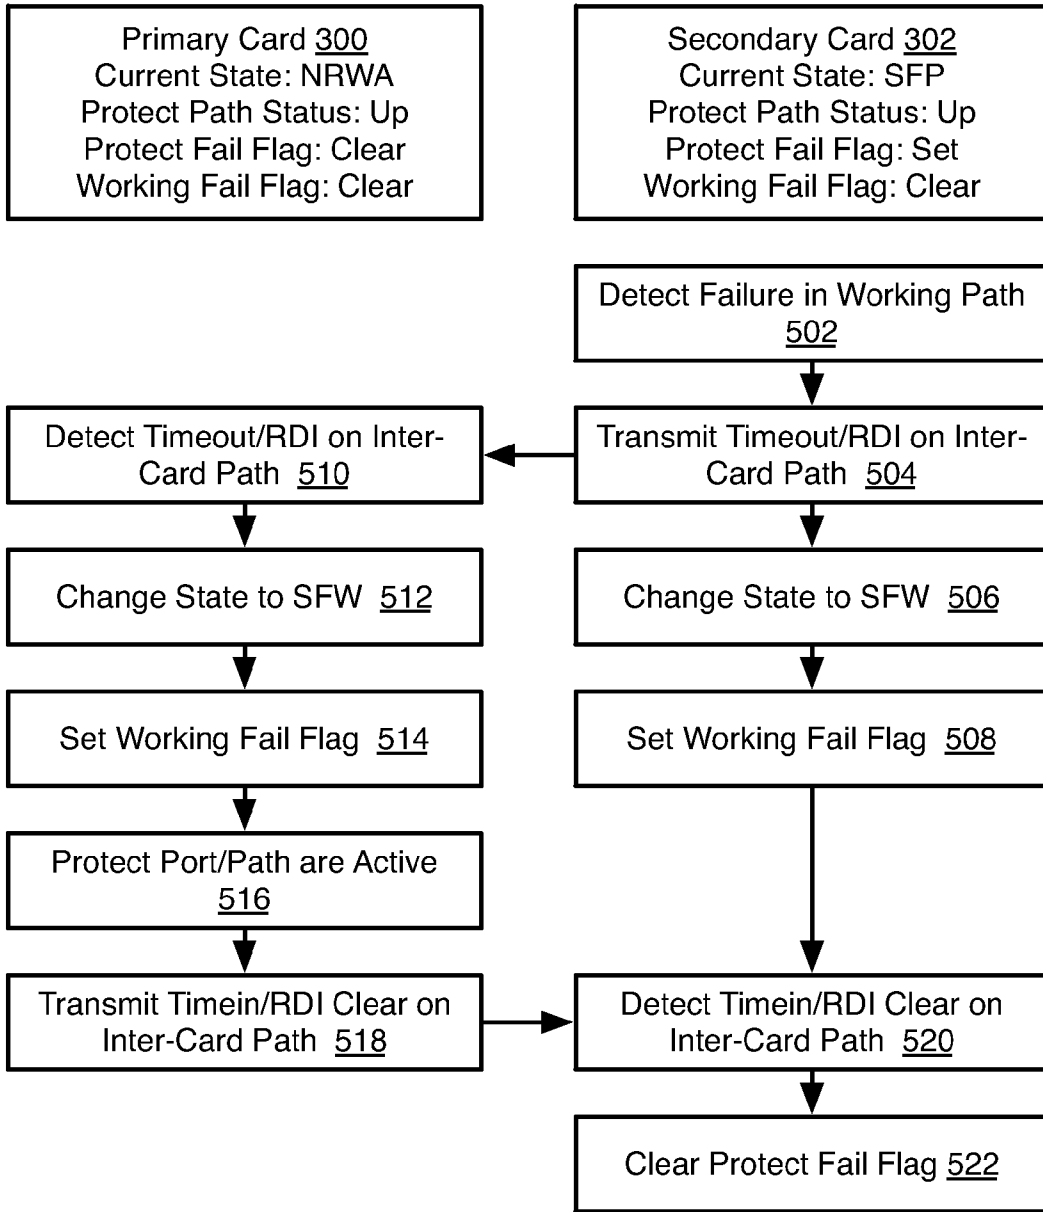 Primary Card 300
Current State: NRWA
Protect Path Status: Up
Protect Fail Flag: Clear
Working Fail Flag: Clear
Secondary Card 302
Current State: SFP
Protect Path Status: Up
Protect Fail Flag: Set
Working Fail Flag: Clear
Detect Failure in Working Path
502
Detect Timeout/RDI on Inter-
Card Path 510
Transmit Timeout/RDI on Inter-
Card Path 504
Change State to SFW 512
Change State to SFW 506
Set Working Fail Flag 514
Set Working Fail Flag 508
Protect Port/Path are Active
516
Transmit Timein/RDI Clear on
Inter-Card Path 518
Detect Timein/RDI Clear on
Inter-Card Path 520
Clear Protect Fail Flag 522